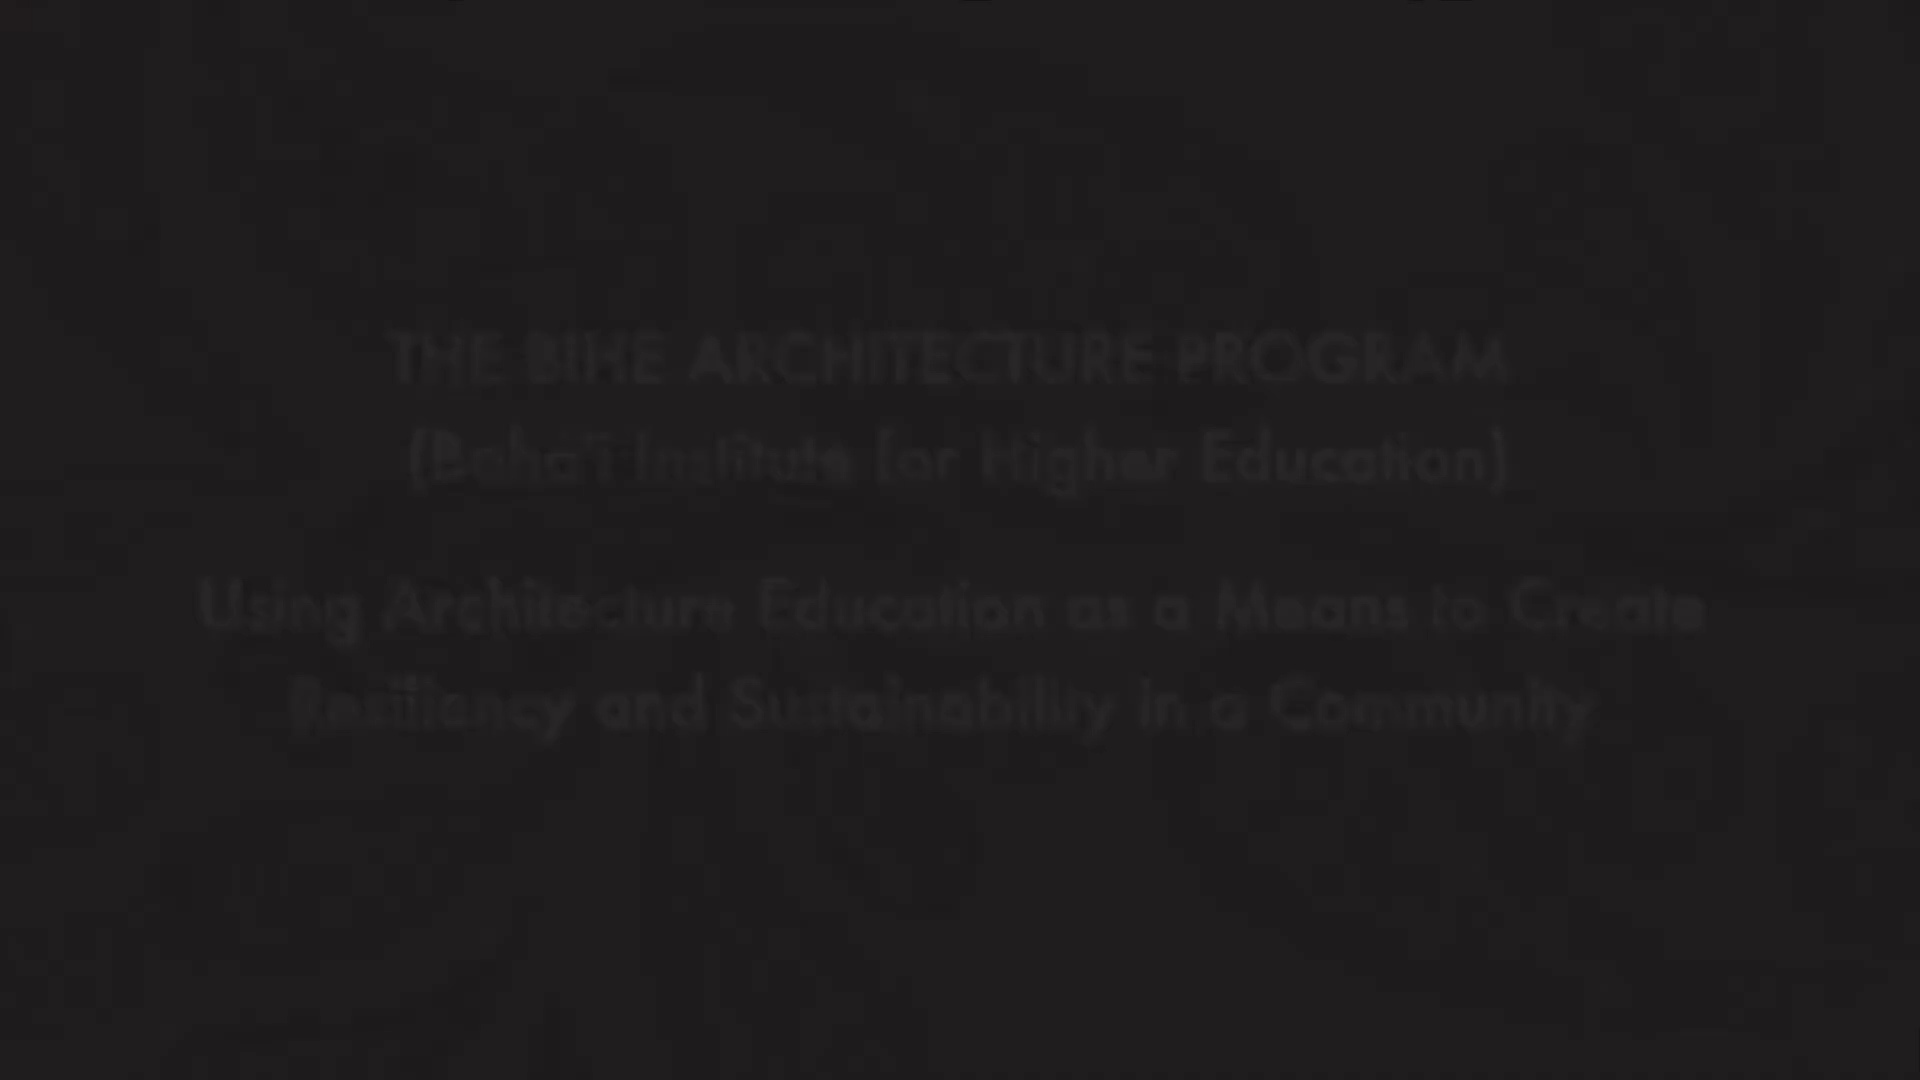 THE BIHE ARCHITECTURE PROGRAM
(Baha'i Institute for Higher Education)
Using Architecture Education as a Means to Create
Resiliency and Sustainability in a Community